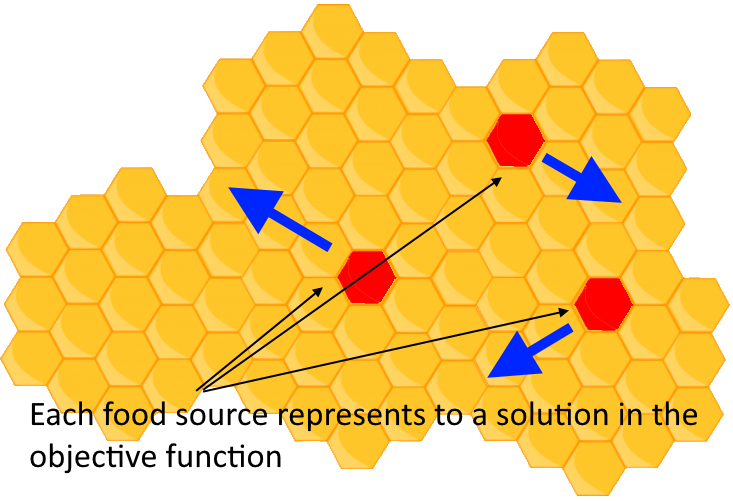 Each food source represents to a solution in the
objective function